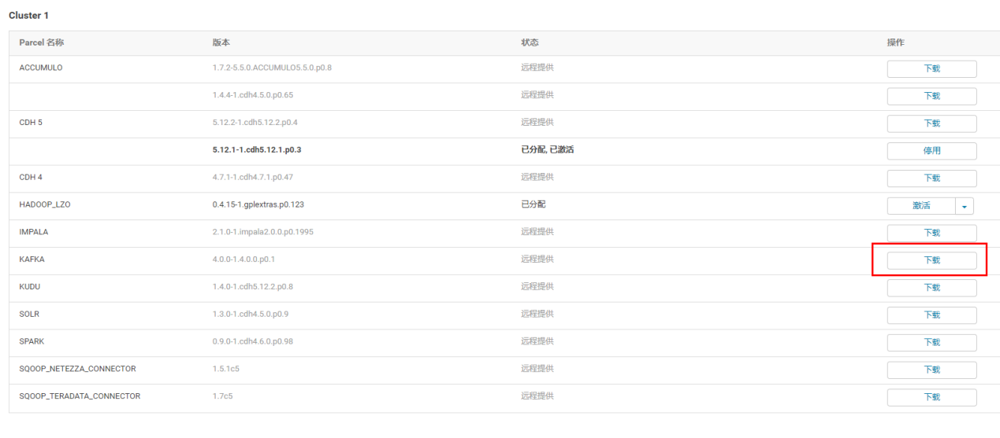 Cluster 1
Parcel 名称 版本 状态 操作
ACCUMULO 1.7.2-5.5.0.ACCUMULO5.5.0.p0.8 远程提供 下载
1.4.4-1.cdh4.5.0.p0.65 远程提供 下载
CDH 5 5.12.2-1.cdh5.12.2.p0.4 远程提供 下载
5.12.1-1.cdh5.12.1.p0.3 已分配, 已激活 停用
CDH 4 4.7.1-1.cdh4.7.1.p0.47 远程提供 下载
HADOOP_LZO 0.4.15-1.gplextras.p0.123 已分配 激活
IMPALA 2.1.0-1.impala2.0.0.p0.1995 远程提供 下载
KAFKA 4.0.0-1.4.0.0.p0.1 远程提供 下载
KUDU 1.4.0-1.cdh5.12.2.p0.8 远程提供 下载
SOLR 1.3.0-1.cdh4.5.0.p0.9 远程提供 下载
SPARK 0.9.0-1.cdh4.6.0.p0.98 远程提供 下载
SQOOP_NETEZZA_CONNECTOR 1.5.1c5 远程提供 下载
SQOOP_TERADATA_CONNECTOR 1.7c5 远程提供 下载